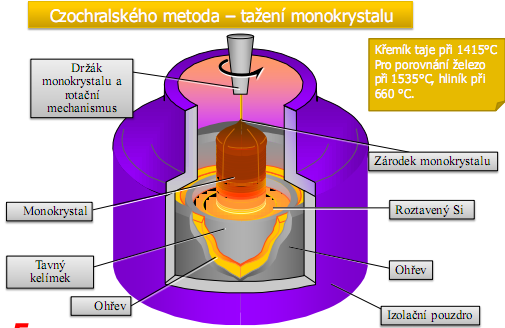 Czochralského metoda – tažení monokrystalu
Křemík taje při 1415°C
Pro porovnání železo
při 1535°C, hliník při
660 °C.
Držák
monokrystalu a
rotační
mechanismus
Zárodek monokrystalu
Monokrystal
Roztavený Si
Tavný
kelímek
Ohřev
Ohřev
Izolační pouzdro